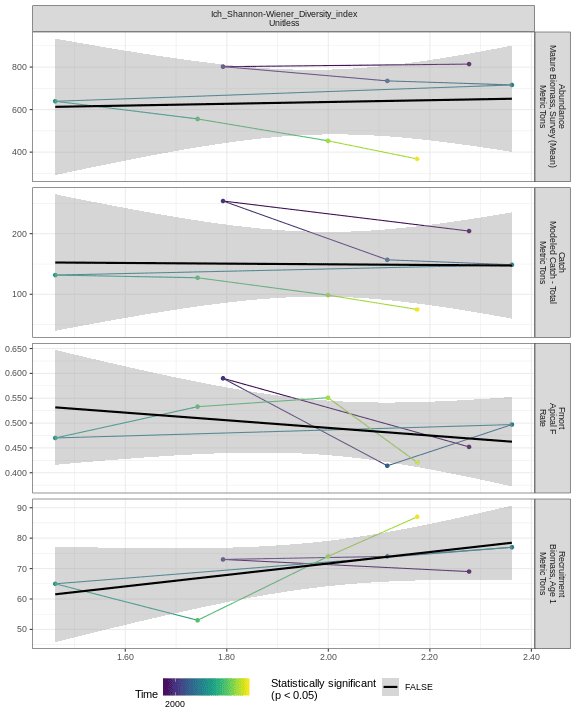 Ich_Shannon-Wiener_Diversity_index
Unitless
800
600
400
Abundance
Mature Biomass, Survey (Mean)
Metric Tons
200
100
Catch
Modeled Catch - Total
Metric Tons
0.650
0.600
0.550
0.500
0.450
0.400
Fmort
Apical F
Rate
90
80
70
60
50
Recruitment
Biomass, Age 1
Metric Tons
1.60
1.80
2.00
2.20
2.40
Time
2000
Statistically significant
(p < 0.05)
FALSE